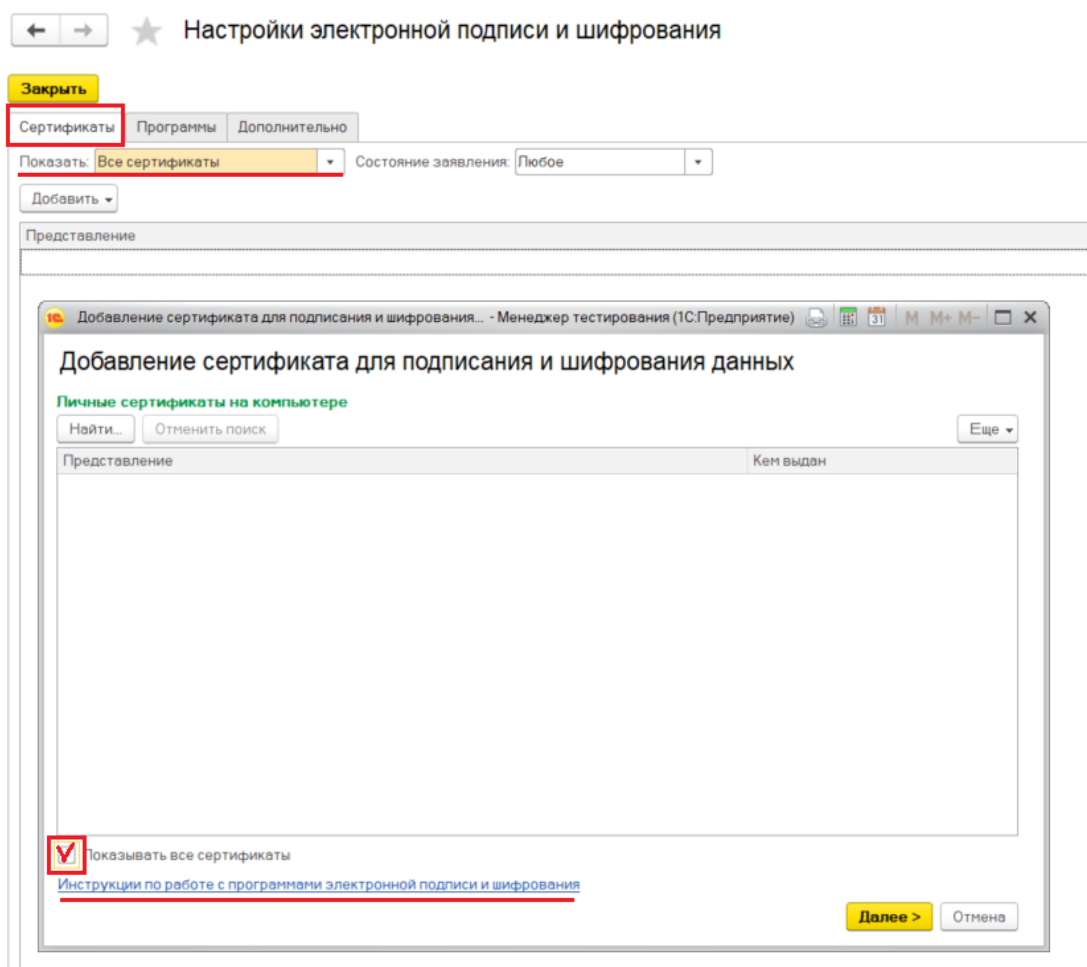 Настройки электронной подписи и шифрования
Закрыть
Сертификаты Программы Дополнительно
Показать: Все сертификаты Состояние заявления: Любое
Добавить
Представление
1С Добавление сертификата для подписания и шифрования... - Менеджер тестирования (1С:Предприятие) 31 M M+ M-
Добавление сертификата для подписания и шифрования данных
Личные сертификаты на компьютере
Найти... Отменить поиск Еще
Представление Кем выдан
Показывать все сертификаты
Инструкции по работе с программами электронной подписи и шифрования
Далее > Отмена